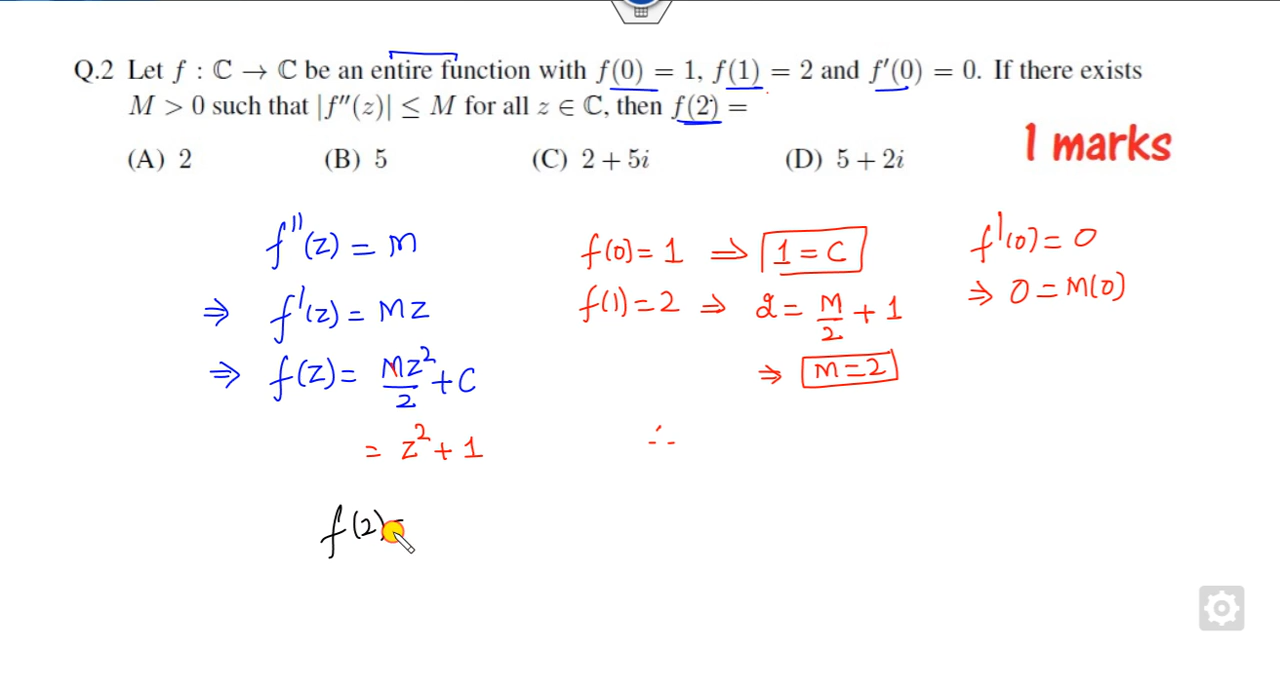 Q.2 Let f : ℂ → ℂ be an entire function with f(0) = 1, f(1) = 2 and f′(0) = 0. If there exists
M > 0 such that |f″(z)| ≤ M for all z ∈ ℂ, then f(2) =
(A) 2 (B) 5 (C) 2 + 5i (D) 5 + 2i
1 marks
f″(z) = M
⇒ f′(z) = Mz
⇒ f(z) = Mz²/2 + C
= z² + 1
f(2)=
f(0) = 1 ⇒ 1 = C
f(1) = 2 ⇒ 2 = M/2 + 1
⇒ M = 2
∴
f′(0) = 0
⇒ 0 = M(0)